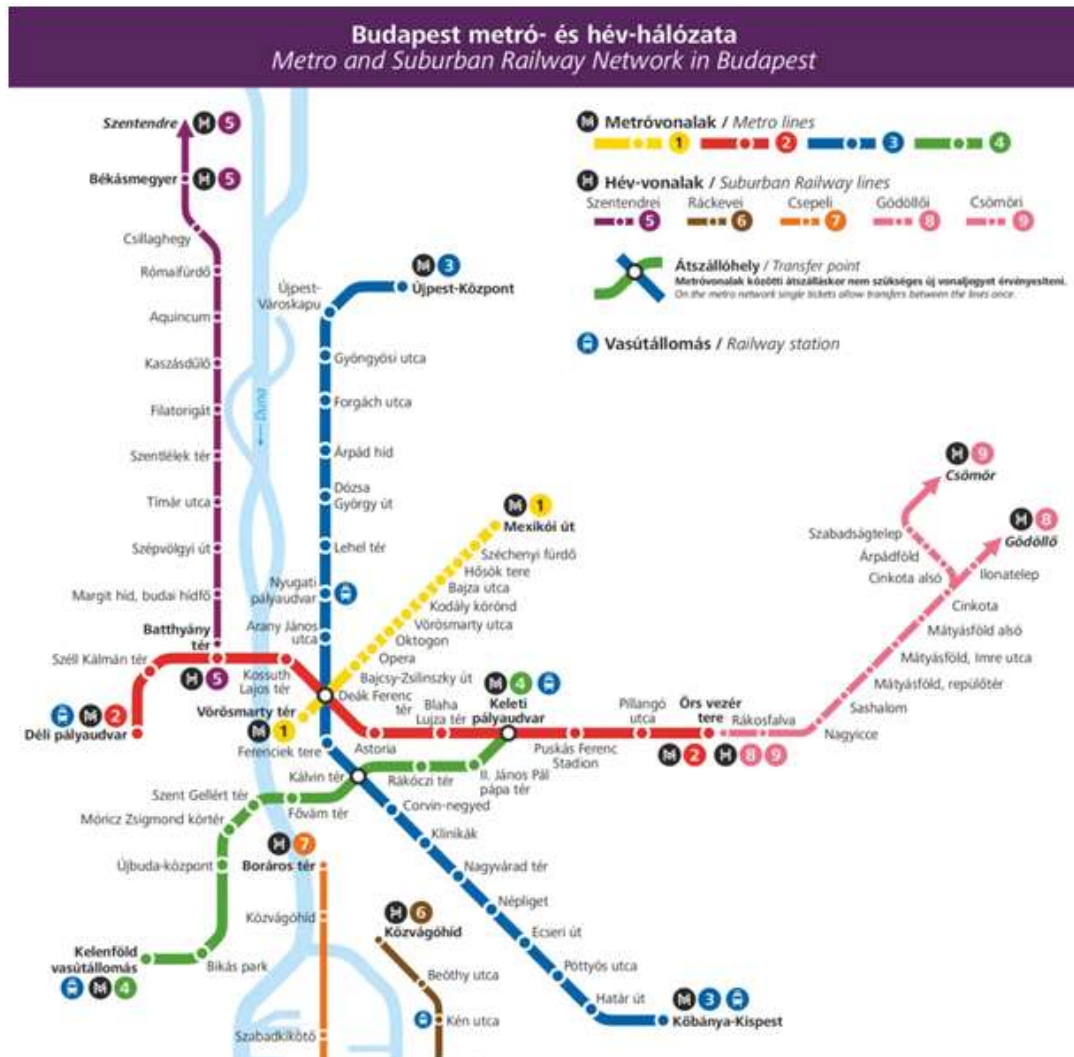 Budapest metró- és hév-hálózata
Metro and Suburban Railway Network in Budapest
Szentendre H 5
Békásmegyer H 5
Csillaghegy
Rómaifürdő
Aquincum
Kaszásdűlő
Filatorigát
Szentlélek tér
Tímár utca
Szépvölgyi út
Margit híd, budai hídfő
Batthyány
tér
H 5
M Metróvonalak / Metro lines
1 2 3 4
H Hév-vonalak / Suburban Railway lines
Szentendrei Ráckevei Csepeli Gödöllői Csömöri
5 6 7 8 9
Átszállóhely / Transfer point
Metróvonalak közötti átszálláskor nem szükséges új vonaljegyet érvényesíteni.
On the metro network single tickets allow transfers between the lines once.
Vasútállomás / Railway station
M 3
Újpest-Központ
Újpest-
Városkapu
Gyöngyösi utca
Forgách utca
Árpád híd
Dózsa
György út
Lehel tér
Nyugati
pályaudvar
Arany János
utca
Duna
M 1
Mexikói út
Széchenyi fürdő
Hősök tere
Bajza utca
Kodály körönd
Vörösmarty utca
Oktogon
Opera
Bajcsy-Zsilinszky út
Deák Ferenc
tér
Vörösmarty tér
M 1
H 9
Csömör
Szabadságtelep
Árpádföld
Cinkota alsó
H 8
Gödöllő
Ilonatelep
Cinkota
Mátyásföld alsó
Mátyásföld, Imre utca
Mátyásföld, repülőtér
Sashalom
Nagyicce
Rákosfalva
Széll Kálmán tér
M 2
Déli pályaudvar
Kossuth
Lajos tér
Astoria
Blaha
Lujza tér
M 4
Keleti
pályaudvar
Puskás Ferenc
Stadion
Pillangó
utca
Örs vezér
tere
M 2 H 8 9
Ferenciek tere
Kálvin tér
Rákóczi tér
II. János Pál
pápa tér
Szent Gellért tér
Fővám tér
Móricz Zsigmond körtér
Újbuda-központ
Bikás park
Kelenföld
vasútállomás
M 4
Corvin-negyed
Klinikák
Nagyvárad tér
Népliget
Ecseri út
Pöttyös utca
Határ út
M 3
Kőbánya-Kispest
H 7
Boráros tér
Közvágóhíd
Szabadkikötő
H 6
Közvágóhíd
Beöthy utca
Kén utca